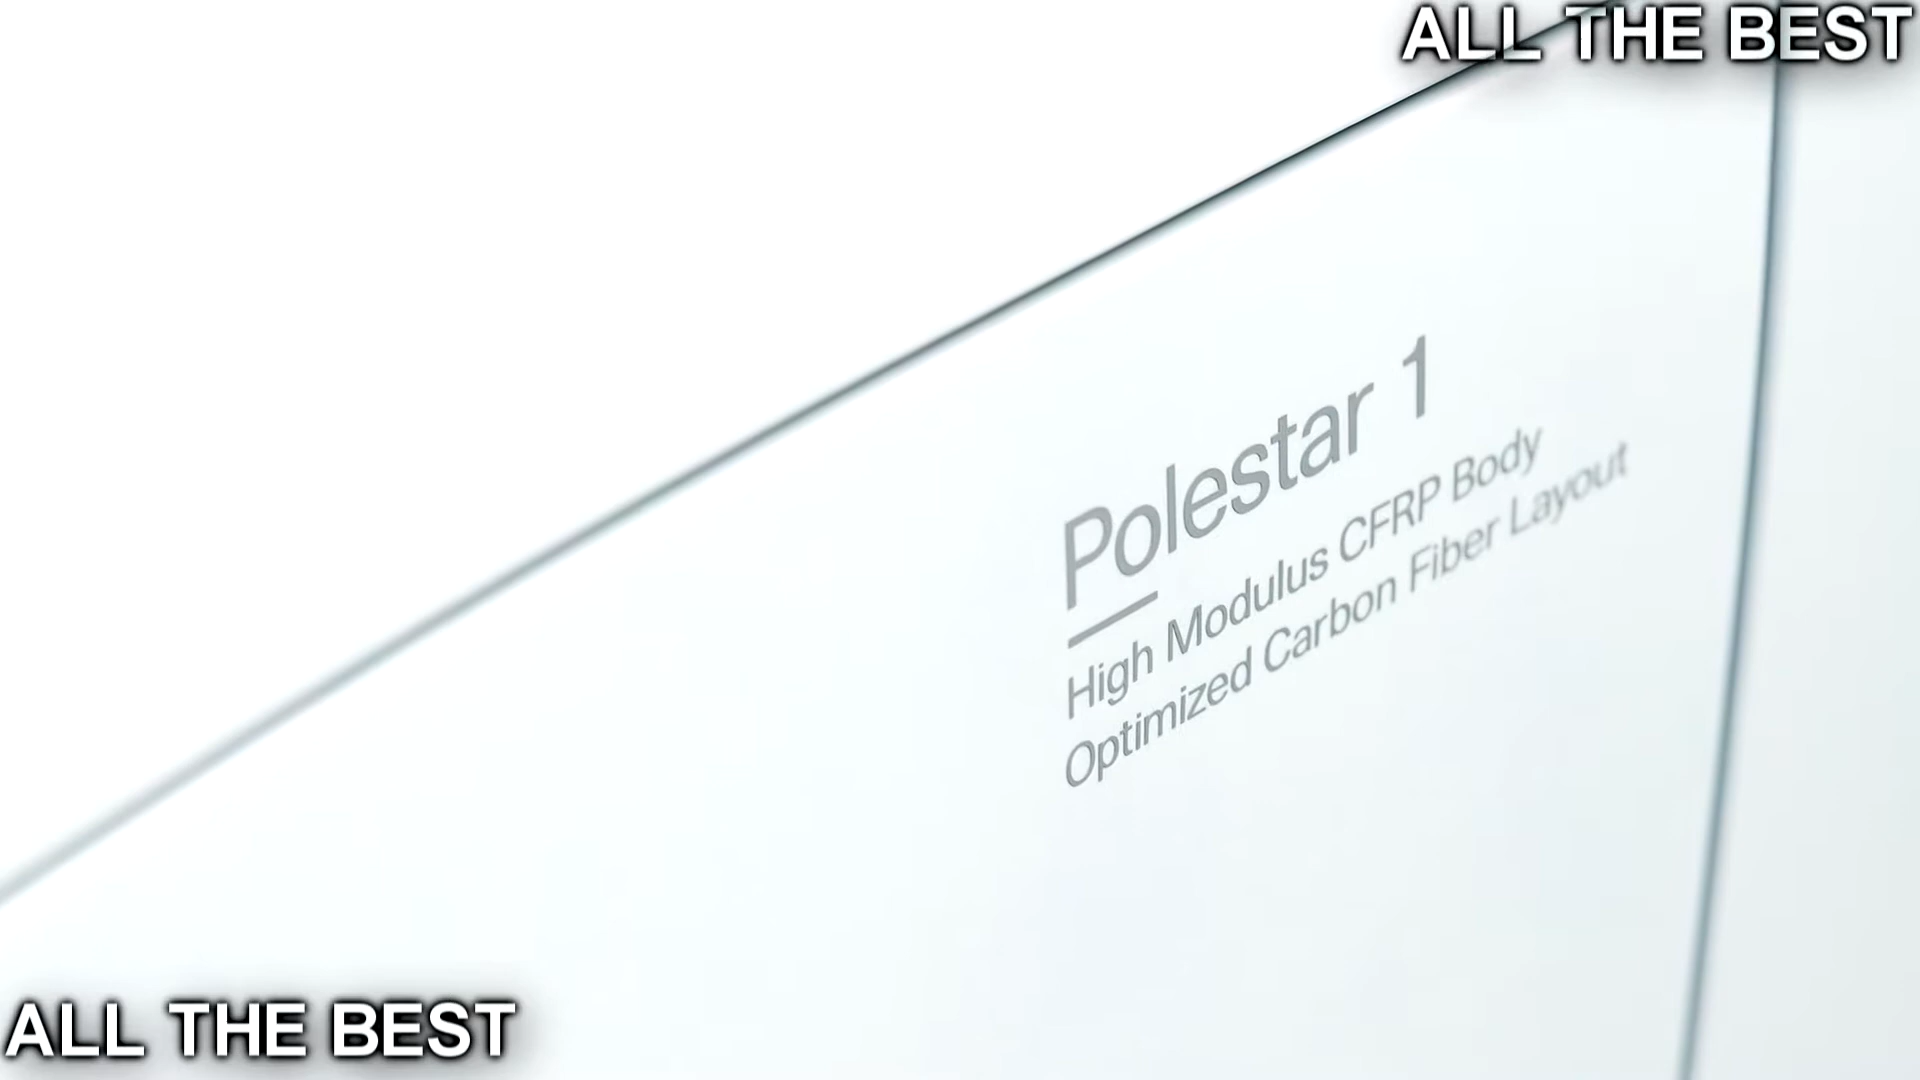 ALL THE BEST
Polestar 1
High Modulus CFRP Body
Optimized Carbon Fiber Layout
ALL THE BEST